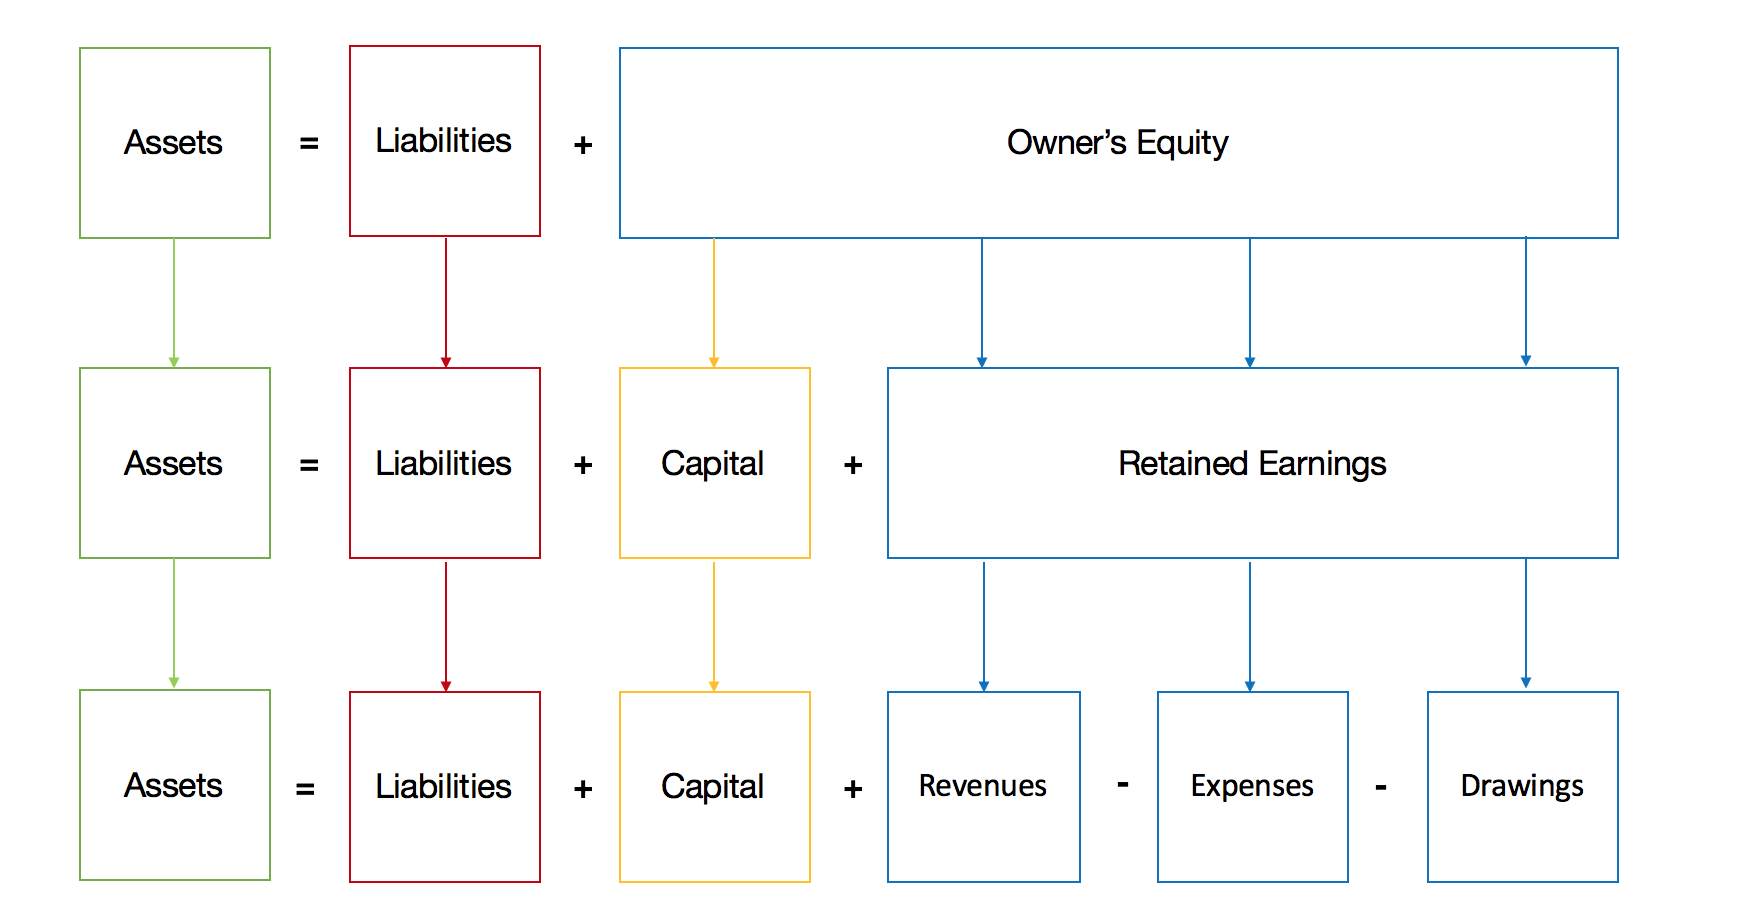 Assets = Liabilities + Owner’s Equity
Assets = Liabilities + Capital + Retained Earnings
Assets = Liabilities + Capital + Revenues - Expenses - Drawings